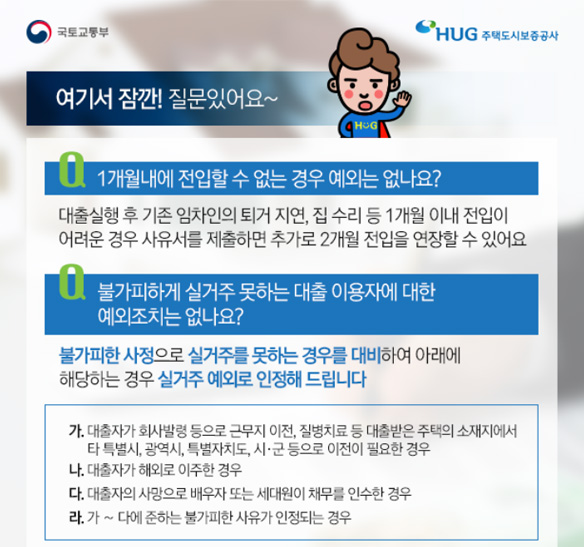 국토교통부
HUG 주택도시보증공사
여기서 잠깐! 질문있어요~
HUG
Q 1개월내에 전입할 수 없는 경우 예외는 없나요?
대출실행 후 기존 임차인의 퇴거 지연, 집 수리 등 1개월 이내 전입이
어려운 경우 사유서를 제출하면 추가로 2개월 전입을 연장할 수 있어요
Q 불가피하게 실거주 못하는 대출 이용자에 대한
예외조치는 없나요?
불가피한 사정으로 실거주를 못하는 경우를 대비하여 아래에
해당하는 경우 실거주 예외로 인정해 드립니다
가. 대출자가 회사발령 등으로 근무지 이전, 질병치료 등 대출받은 주택의 소재지에서
타 특별시, 광역시, 특별자치도, 시·군 등으로 이전이 필요한 경우
나. 대출자가 해외로 이주한 경우
다. 대출자의 사망으로 배우자 또는 세대원이 채무를 인수한 경우
라. 가 ~ 다에 준하는 불가피한 사유가 인정되는 경우